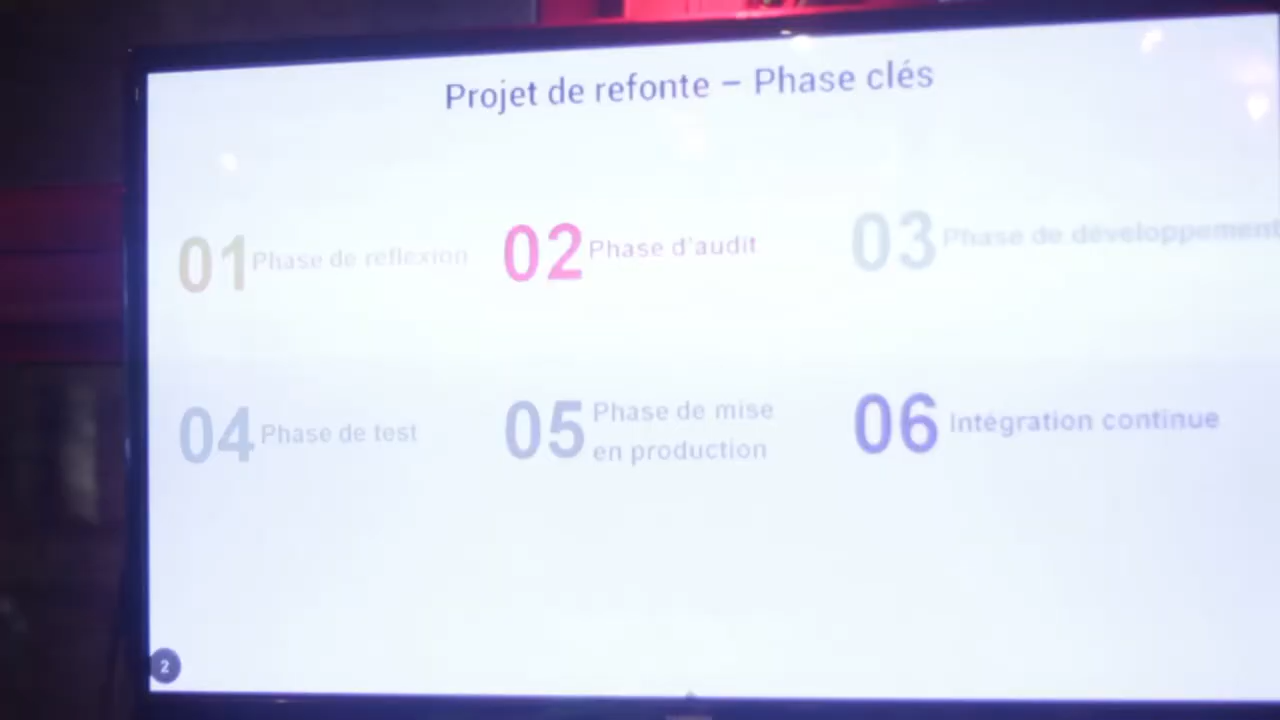 Projet de refonte – Phase clés
01 Phase de réflexion
02 Phase d'audit
03 Phase de développement
04 Phase de test
05 Phase de mise
en production
06 Intégration continue
2